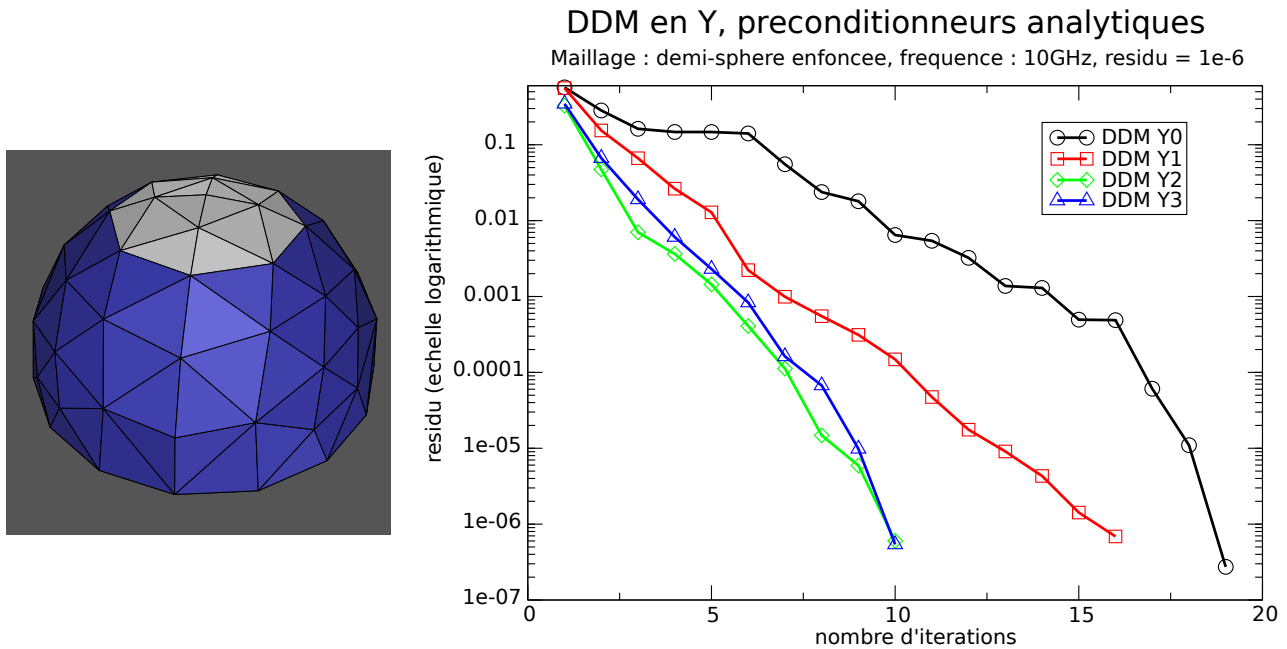 DDM en Y, preconditionneurs analytiques
Maillage : demi-sphere enfoncee, frequence : 10GHz, residu = 1e-6
residu (echelle logarithmique)
0.1
0.01
0.001
0.0001
1e-05
1e-06
1e-07
DDM Y0
DDM Y1
DDM Y2
DDM Y3
0
5
10
15
20
nombre d'iterations